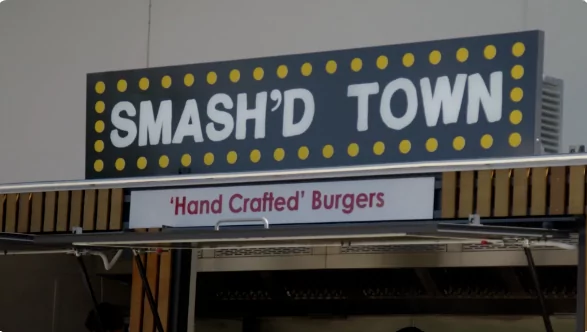 SMASH'D TOWN
'Hand Crafted' Burgers